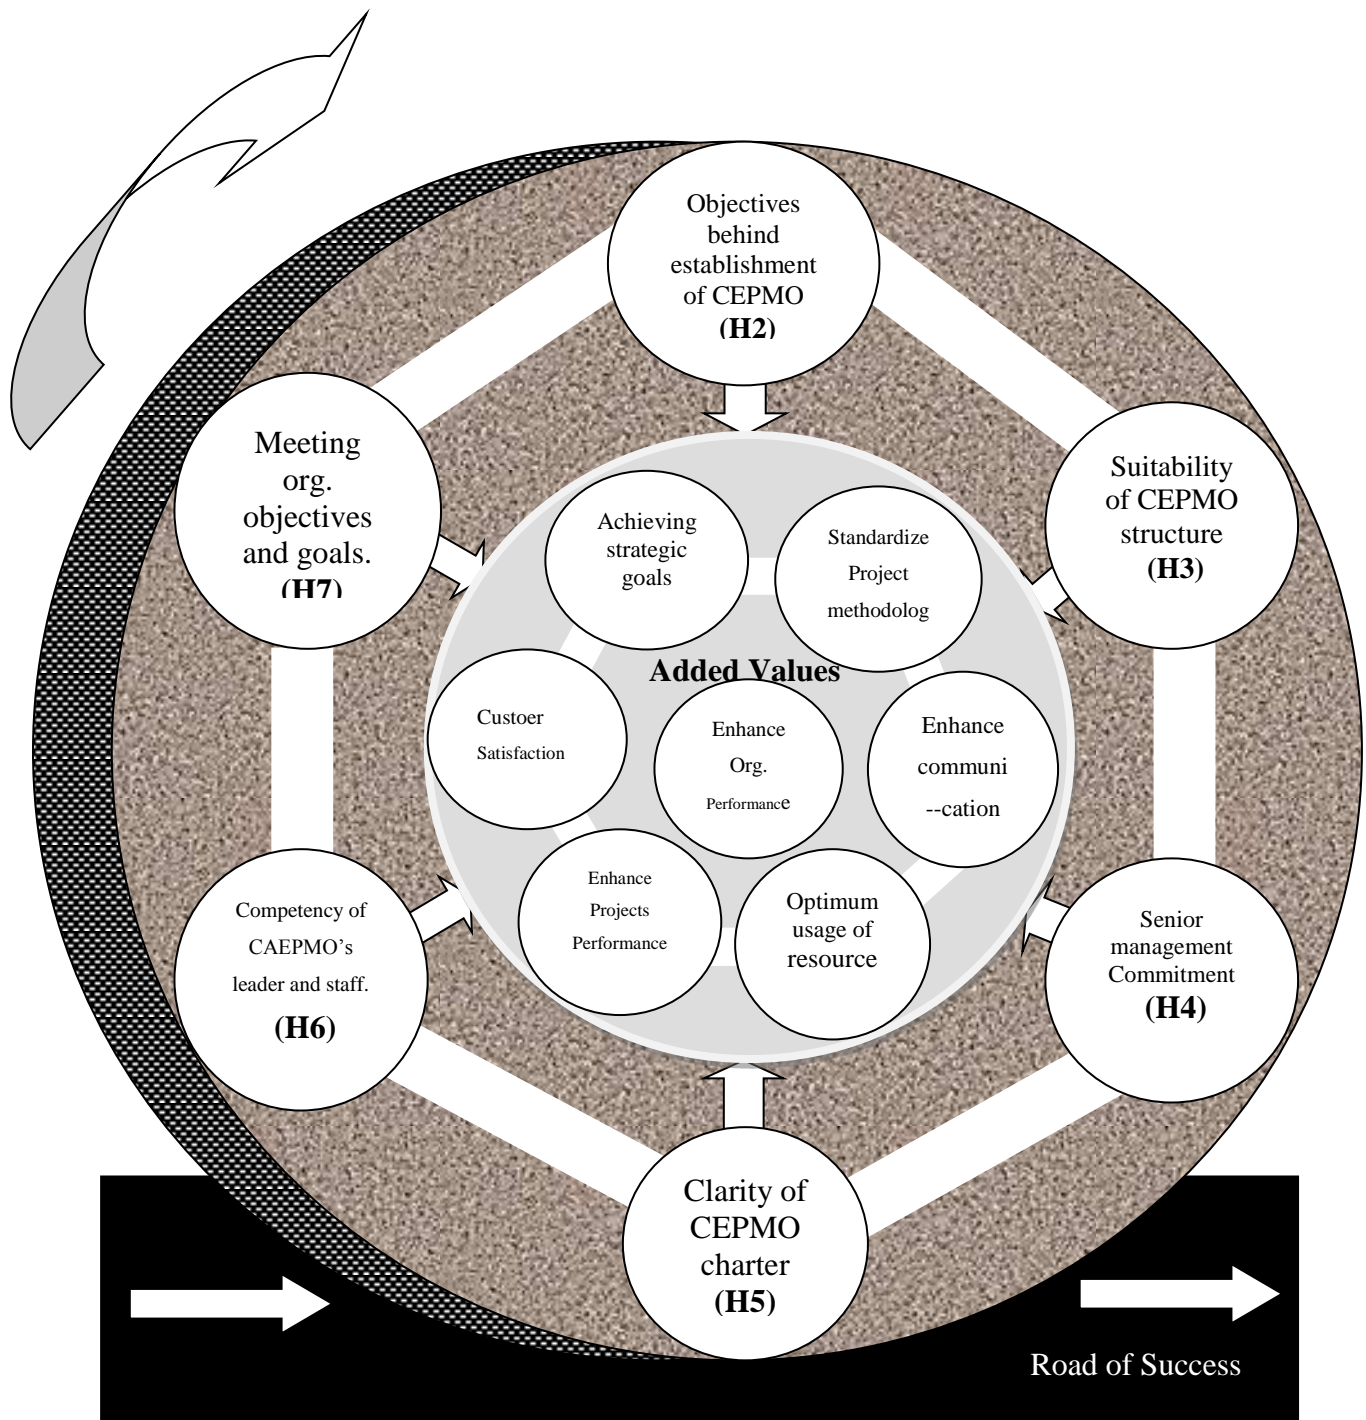 Objectives
behind
establishment
of CEPMO
(H2)
Meeting
org.
objectives
and goals.
(H7)
Suitability
of CEPMO
structure
(H3)
Achieving
strategic
goals
Standardize
Project
methodolog
Added Values
Custoer
Satisfaction
Enhance
Org.
Performance
Enhance
communi
--cation
Enhance
Projects
Performance
Optimum
usage of
resource
Competency of
CAEPMO’s
leader and staff.
(H6)
Senior
management
Commitment
(H4)
Clarity of
CEPMO
charter
(H5)
Road of Success